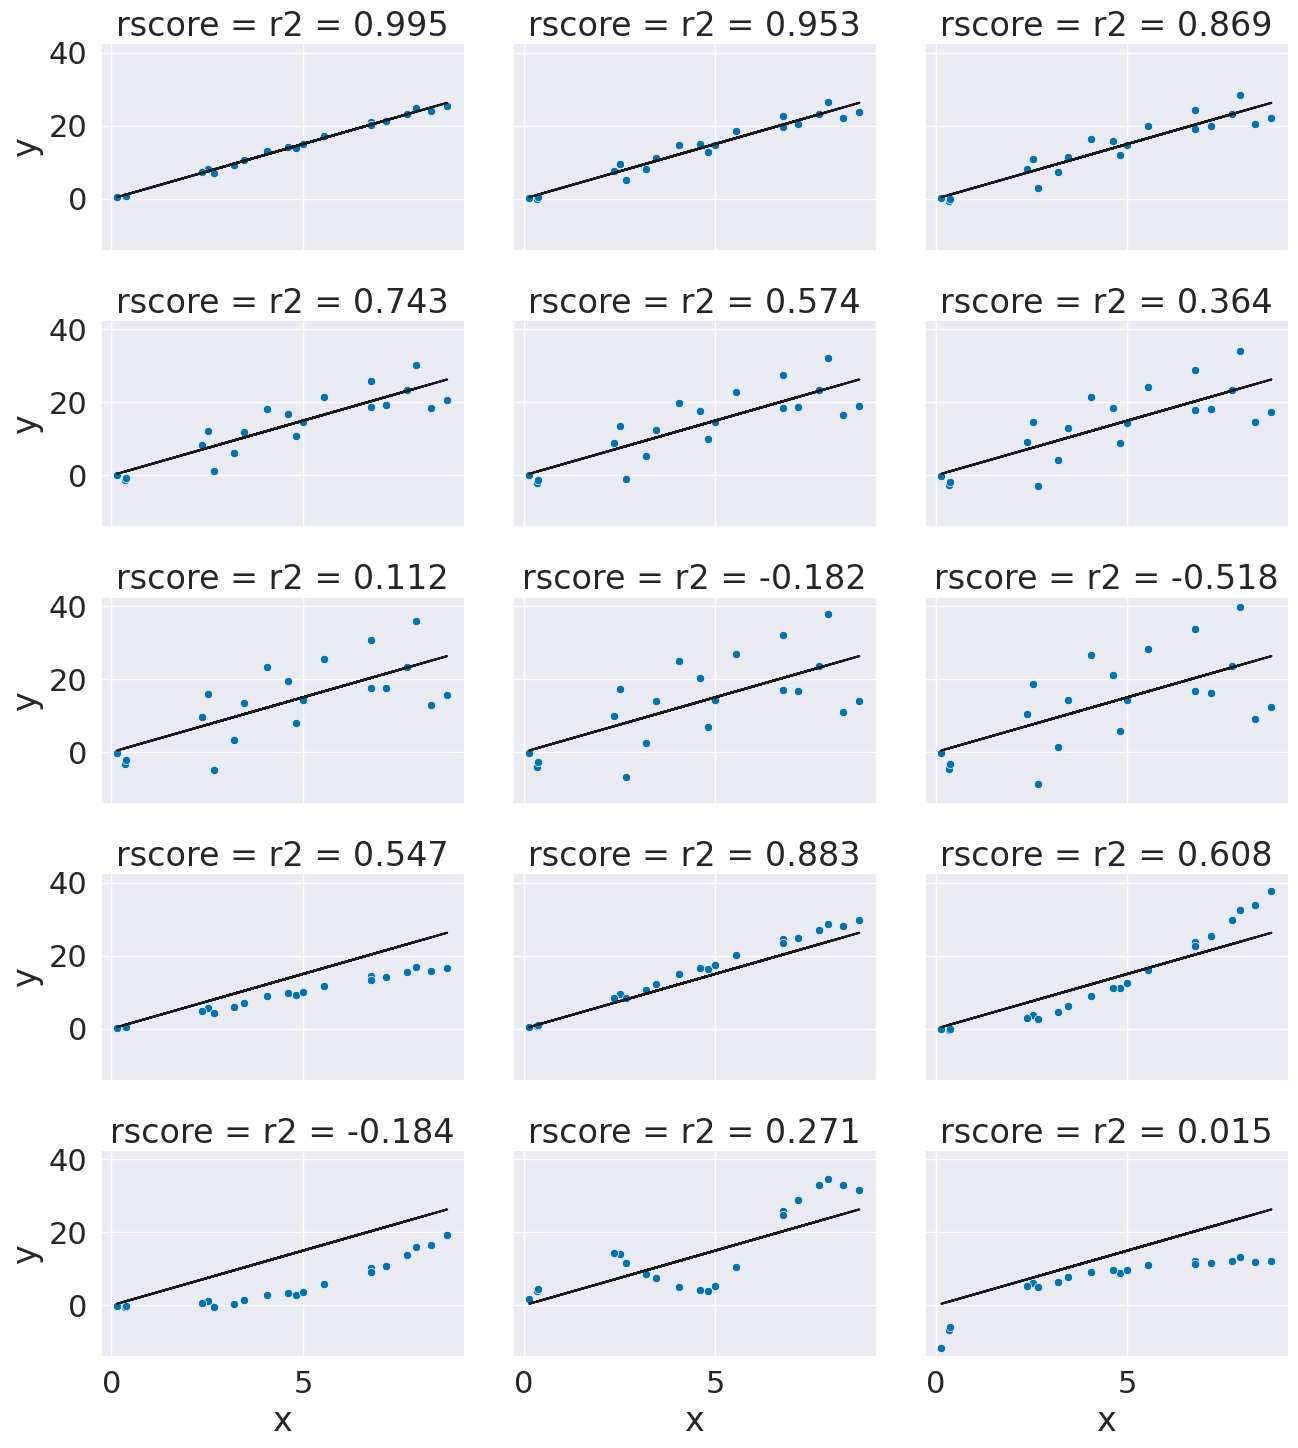 rscore = r2 = 0.995 rscore = r2 = 0.953 rscore = r2 = 0.869
40
20
0
y
rscore = r2 = 0.743 rscore = r2 = 0.574 rscore = r2 = 0.364
40
20
0
y
rscore = r2 = 0.112 rscore = r2 = -0.182 rscore = r2 = -0.518
40
20
0
y
rscore = r2 = 0.547 rscore = r2 = 0.883 rscore = r2 = 0.608
40
20
0
y
rscore = r2 = -0.184 rscore = r2 = 0.271 rscore = r2 = 0.015
40
20
0
y
0 5 0 5 0 5
x x x